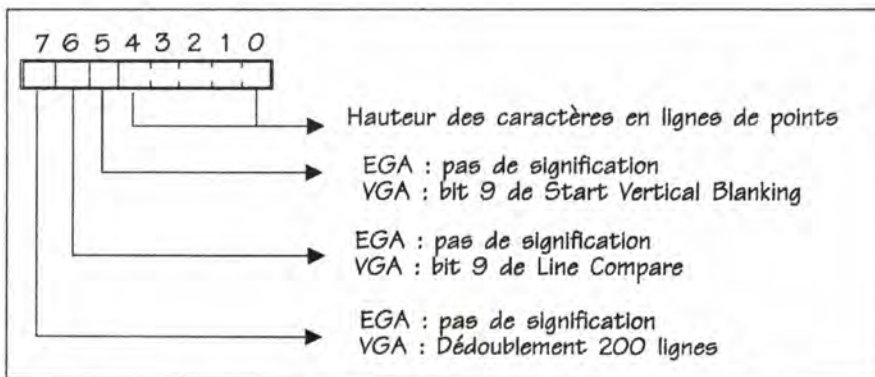 7 6 5 4 3 2 1 0
Hauteur des caractères en lignes de points
EGA : pas de signification
VGA : bit 9 de Start Vertical Blanking
EGA : pas de signification
VGA : bit 9 de Line Compare
EGA : pas de signification
VGA : Dédoublement 200 lignes